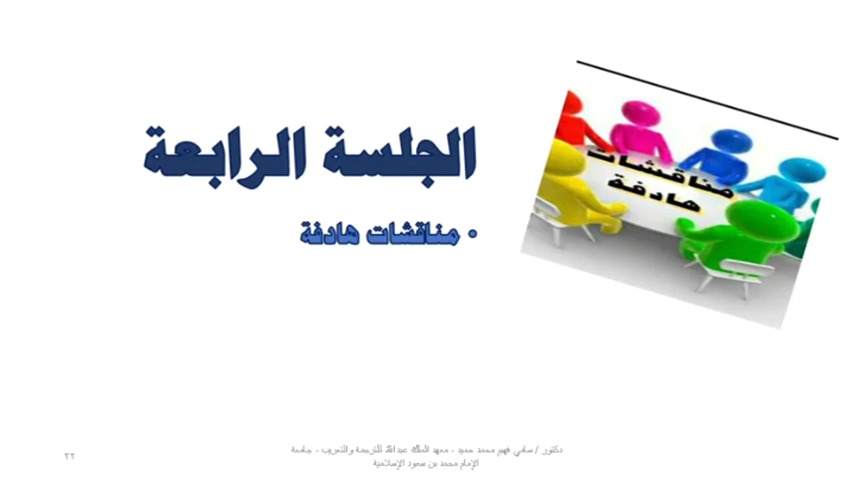 الجلسة الرابعة
• مناقشات هادفة
مناقشات
هادفة
دكتور / سامي فهيم محمد حميد - معهد الملك عبدالله للترجمة والتعريب - جامعة
الإمام محمد بن سعود الإسلامية
٢٢